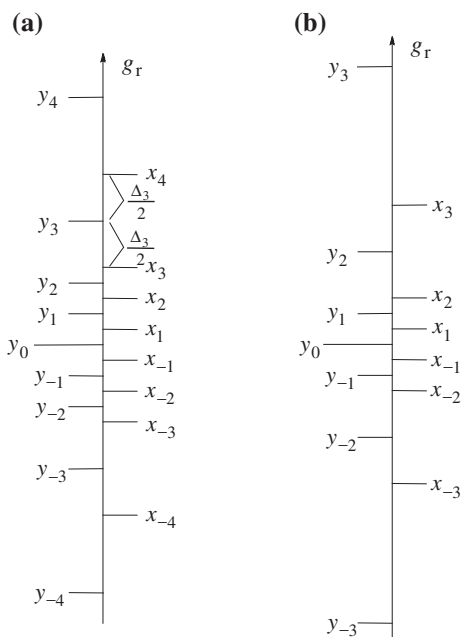 (a)
g_r
y_4
x_4
Δ_3/2
y_3
Δ_3/2
x_3
y_2
x_2
y_1
x_1
y_0
x_{-1}
y_{-1}
x_{-2}
y_{-2}
x_{-3}
y_{-3}
x_{-4}
y_{-4}
(b)
g_r
y_3
x_3
y_2
x_2
y_1
x_1
y_0
x_{-1}
y_{-1}
x_{-2}
y_{-2}
x_{-3}
y_{-3}